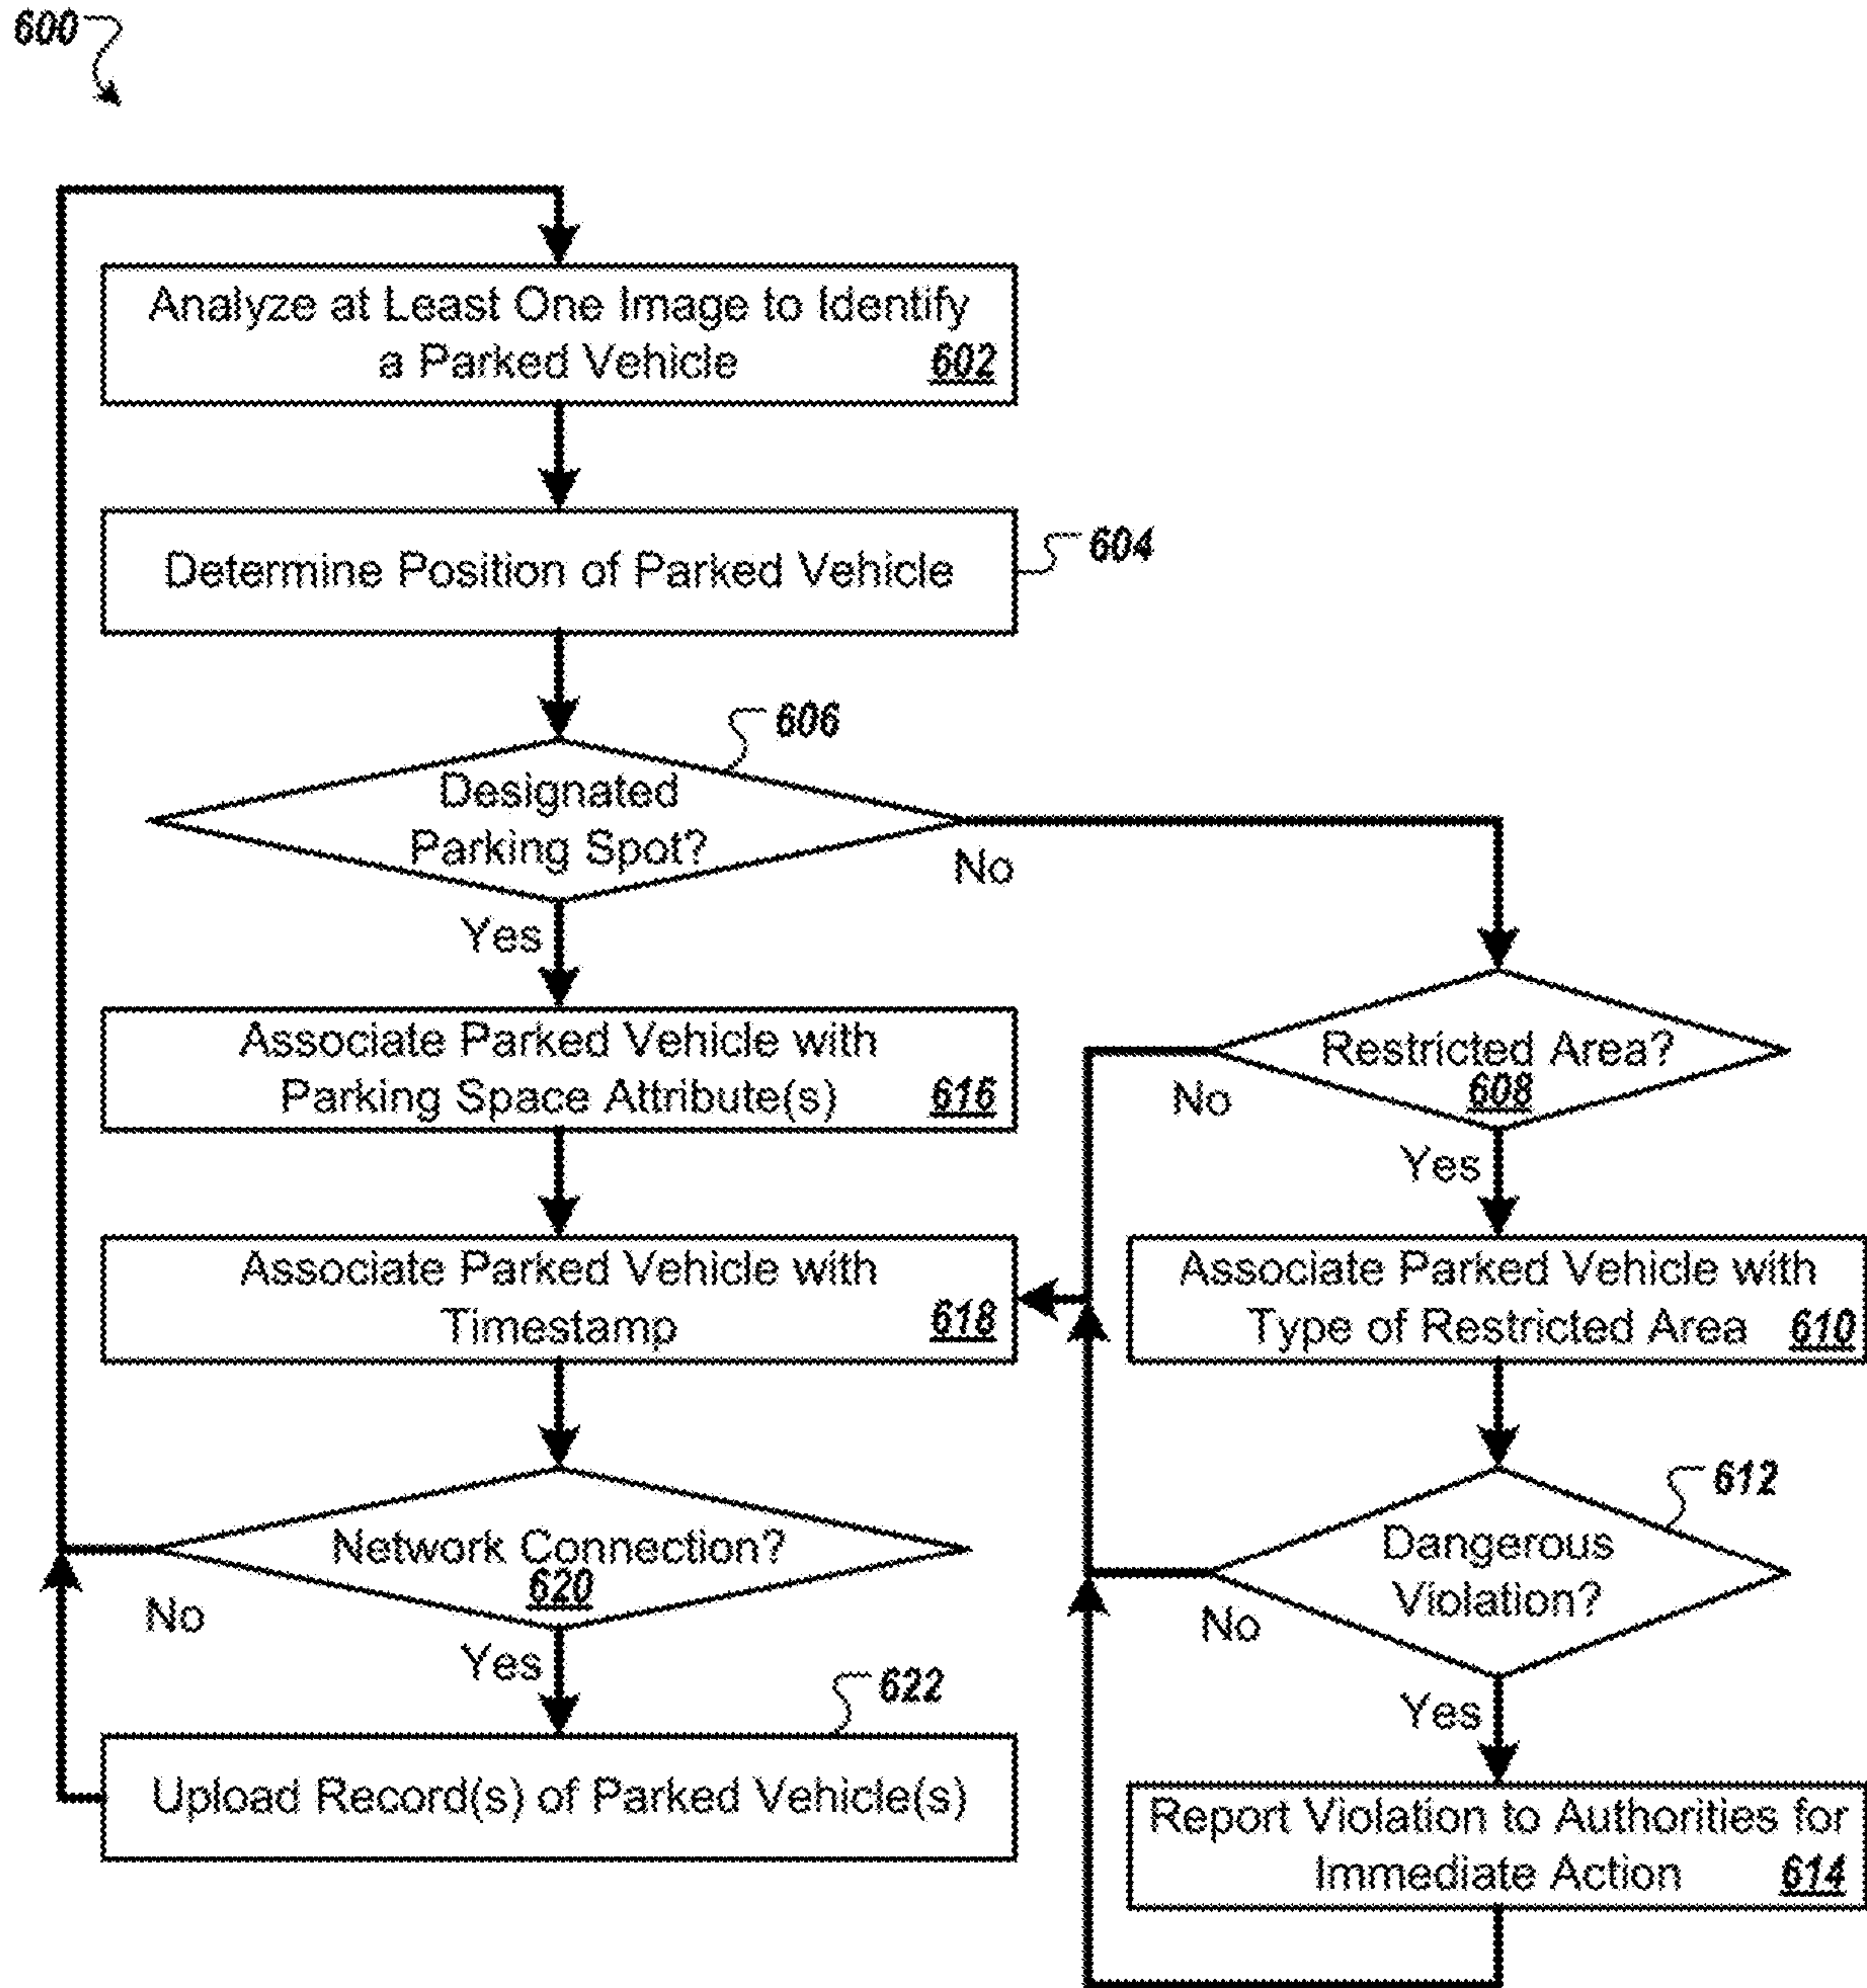 600
Analyze at Least One Image to Identify
a Parked Vehicle 602
Determine Position of Parked Vehicle
604
606
Designated
Parking Spot?
No
Yes
Associate Parked Vehicle with
Parking Space Attribute(s) 616
Restricted Area?
608
No
Yes
Associate Parked Vehicle with
Timestamp 618
Associate Parked Vehicle with
Type of Restricted Area 610
Network Connection?
620
No
Yes
612
Dangerous
Violation?
No
Yes
622
Upload Record(s) of Parked Vehicle(s)
Report Violation to Authorities for
Immediate Action 614